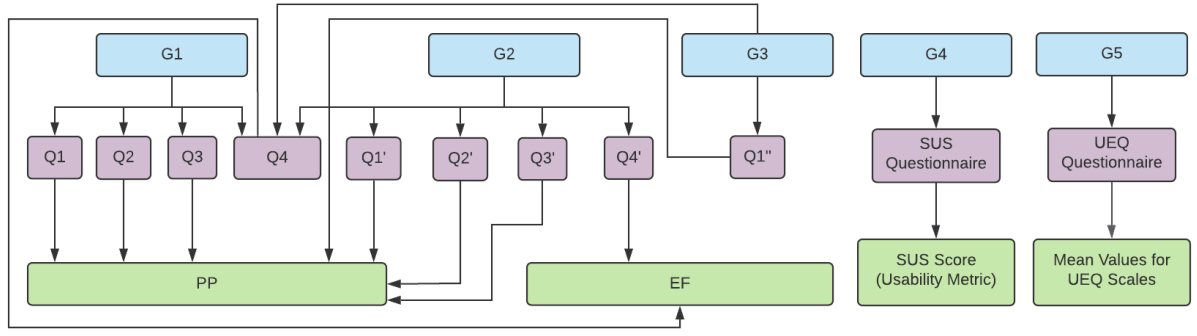 G1
G2
G3
G4
G5
Q1
Q2
Q3
Q4
Q1'
Q2'
Q3'
Q4'
Q1"
SUS
Questionnaire
UEQ
Questionnaire
PP
EF
SUS Score
(Usability Metric)
Mean Values for
UEQ Scales